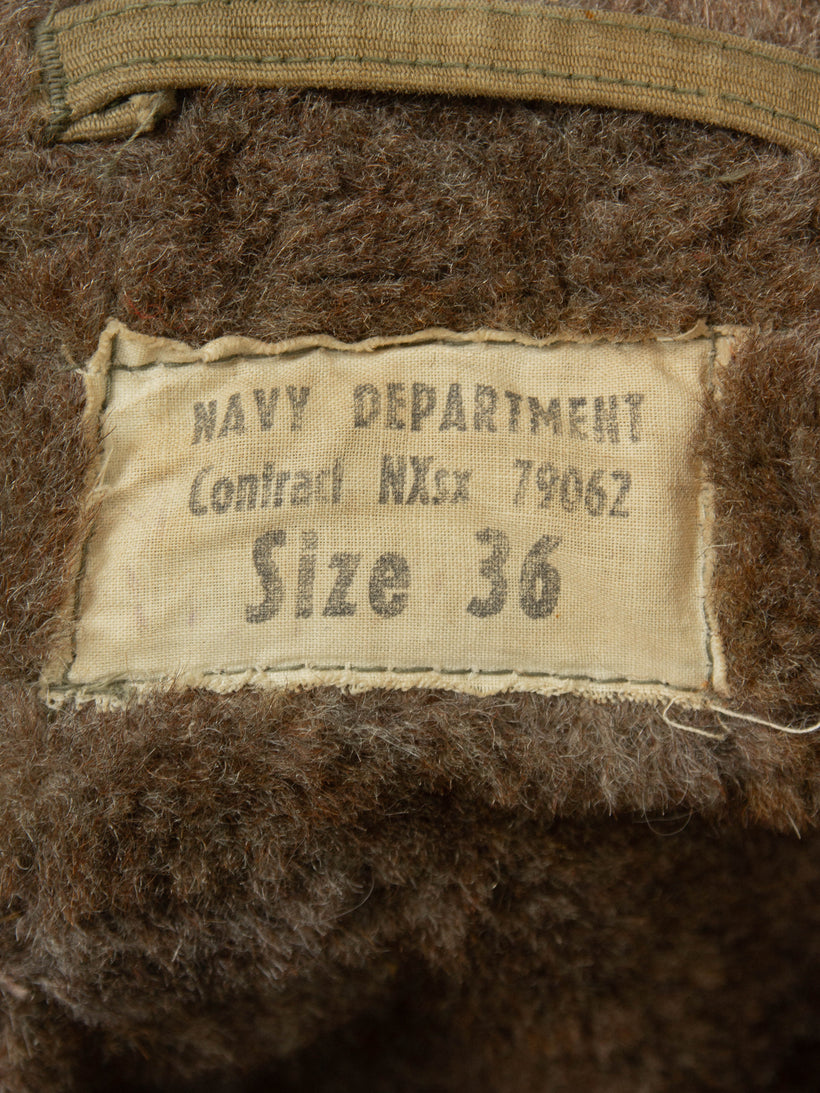 NAVY DEPARTMENT
Contract NXsx 79062
Size 36